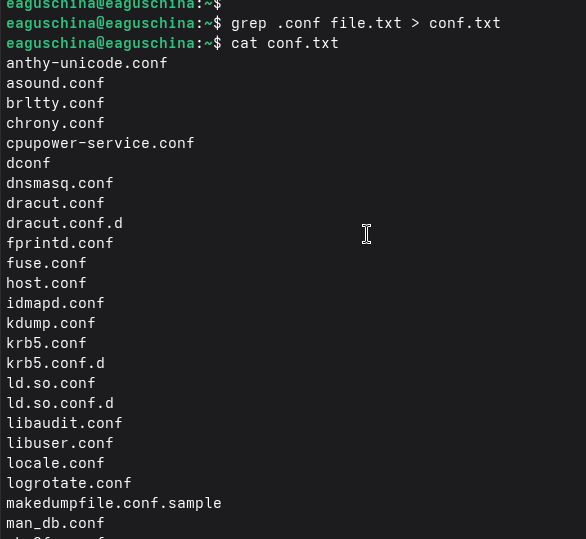 eaguschina@eaguschina:~$
eaguschina@eaguschina:~$ grep .conf file.txt > conf.txt
eaguschina@eaguschina:~$ cat conf.txt
anthy-unicode.conf
asound.conf
brltty.conf
chrony.conf
cpupower-service.conf
dconf
dnsmasq.conf
dracut.conf
dracut.conf.d
fprintd.conf
fuse.conf
host.conf
idmapd.conf
kdump.conf
krb5.conf
krb5.conf.d
ld.so.conf
ld.so.conf.d
libaudit.conf
libuser.conf
locale.conf
logrotate.conf
makedumpfile.conf.sample
man_db.conf